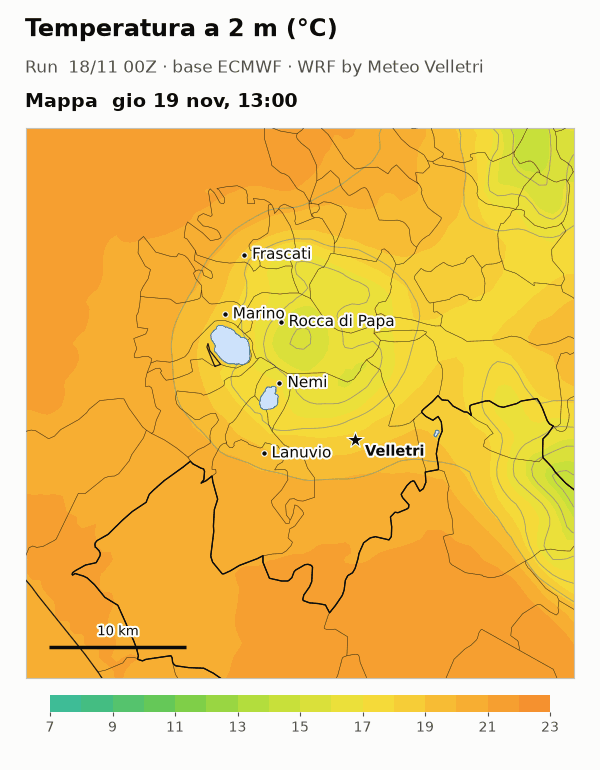 Temperatura a 2 m (°C)
Run  18/11 00Z · base ECMWF · WRF by Meteo Velletri
Mappa  gio 19 nov, 13:00
Frascati
Marino
Rocca di Papa
Nemi
Velletri
Lanuvio
10 km
7 9 11 13 15 17 19 21 23